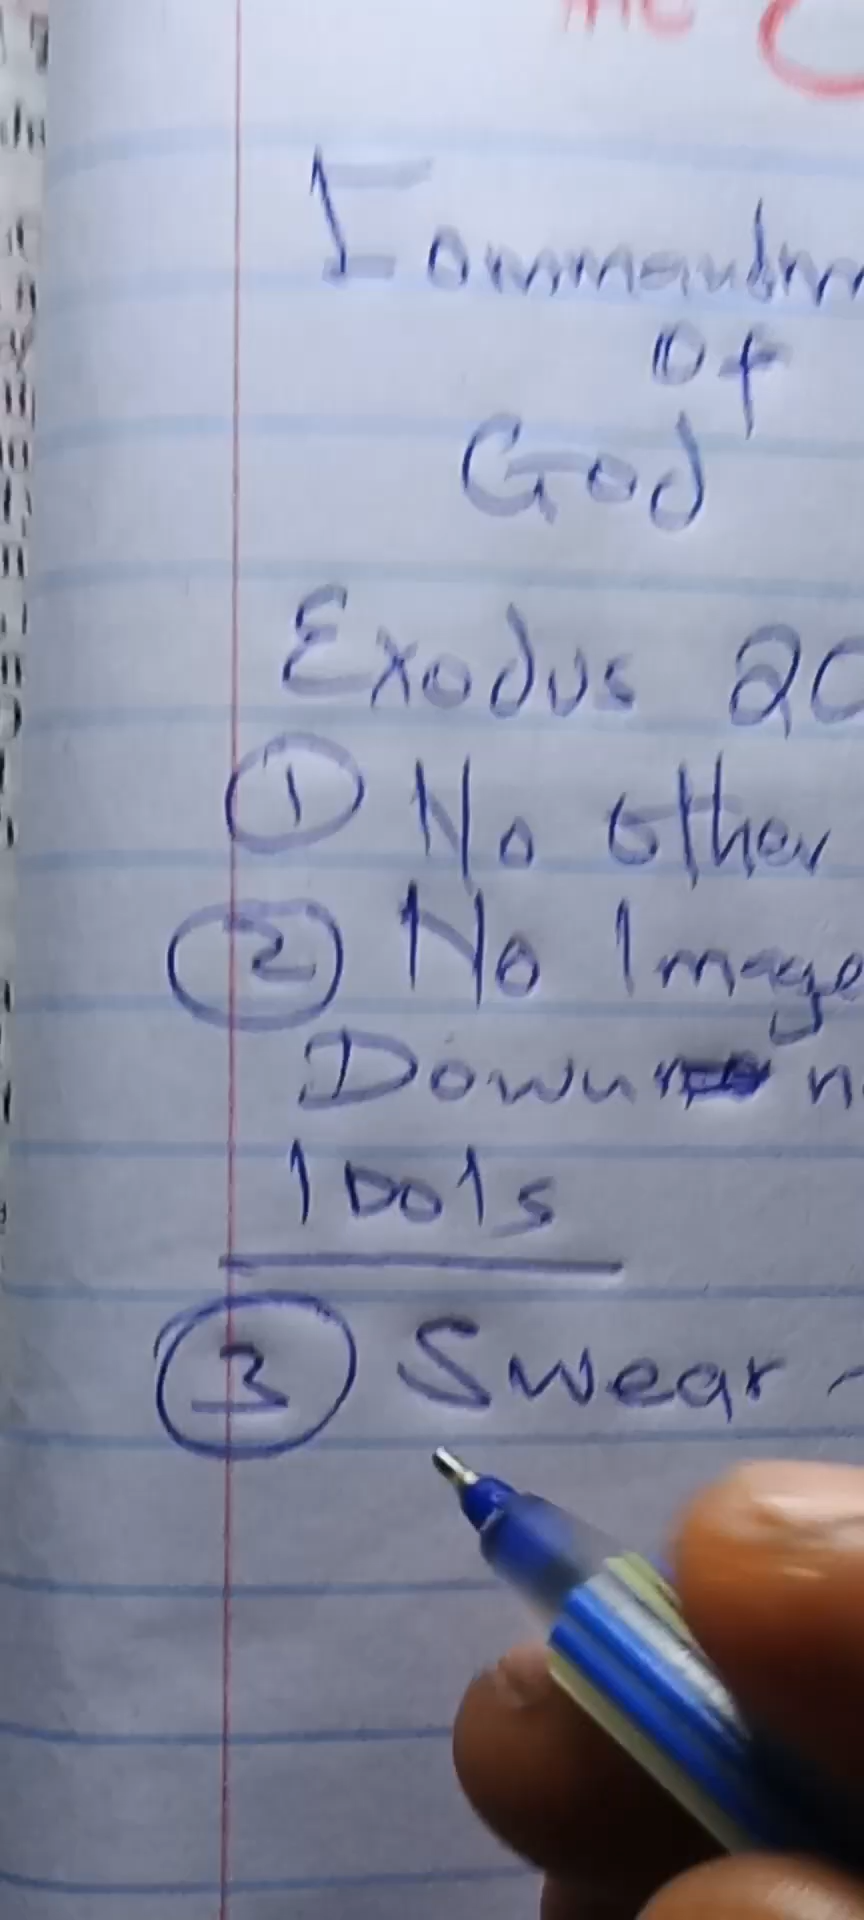 Commandm
of
God
Exodus 20
① No other
② No Image
Down n
IDols
③ Swear -